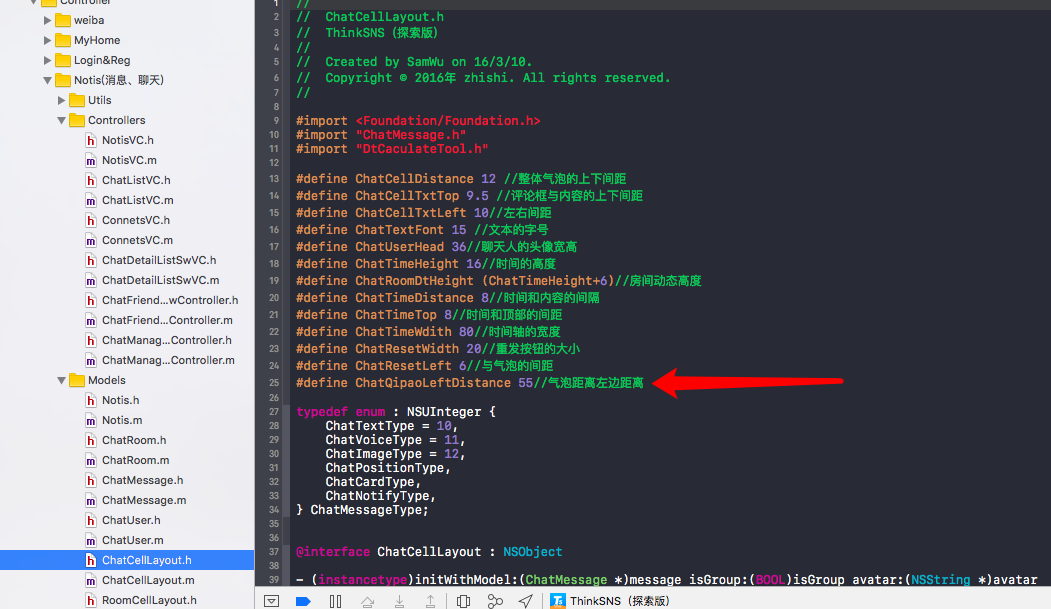 Controller
weiba
MyHome
Login&Reg
Notis(消息、聊天)
Utils
Controllers
NotisVC.h
NotisVC.m
ChatListVC.h
ChatListVC.m
ConnetsVC.h
ConnetsVC.m
ChatDetailListSwVC.h
ChatDetailListSwVC.m
ChatFriend...wController.h
ChatFriend...Controller.m
ChatManag...Controller.h
ChatManag...Controller.m
Models
Notis.h
Notis.m
ChatRoom.h
ChatRoom.m
ChatMessage.h
ChatMessage.m
ChatUser.h
ChatUser.m
ChatCellLayout.h
ChatCellLayout.m
RoomCellLayout.h
1 //
2 //  ChatCellLayout.h
3 //  ThinkSNS (探索版)
4 //
5 //  Created by SamWu on 16/3/10.
6 //  Copyright © 2016年 zhishi. All rights reserved.
7 //
8
9 #import <Foundation/Foundation.h>
10 #import "ChatMessage.h"
11 #import "DtCaculateTool.h"
12
13 #define ChatCellDistance 12 //整体气泡的上下间距
14 #define ChatCellTxtTop 9.5 //评论框与内容的上下间距
15 #define ChatCellTxtLeft 10//左右间距
16 #define ChatTextFont 15 //文本的字号
17 #define ChatUserHead 36//聊天人的头像宽高
18 #define ChatTimeHeight 16//时间的高度
19 #define ChatRoomDtHeight (ChatTimeHeight+6)//房间动态高度
20 #define ChatTimeDistance 8//时间和内容的间隔
21 #define ChatTimeTop 8//时间和顶部的间距
22 #define ChatTimeWdith 80//时间轴的宽度
23 #define ChatResetWidth 20//重发按钮的大小
24 #define ChatResetLeft 6//与气泡的间距
25 #define ChatQipaoLeftDistance 55//气泡距离左边距离
26
27 typedef enum : NSUInteger {
28     ChatTextType = 10,
29     ChatVoiceType = 11,
30     ChatImageType = 12,
31     ChatPositionType,
32     ChatCardType,
33     ChatNotifyType,
34 } ChatMessageType;
35
36
37 @interface ChatCellLayout : NSObject
38
39 - (instancetype)initWithModel:(ChatMessage *)message isGroup:(BOOL)isGroup avatar:(NSString *)avatar
ThinkSNS（探索版）